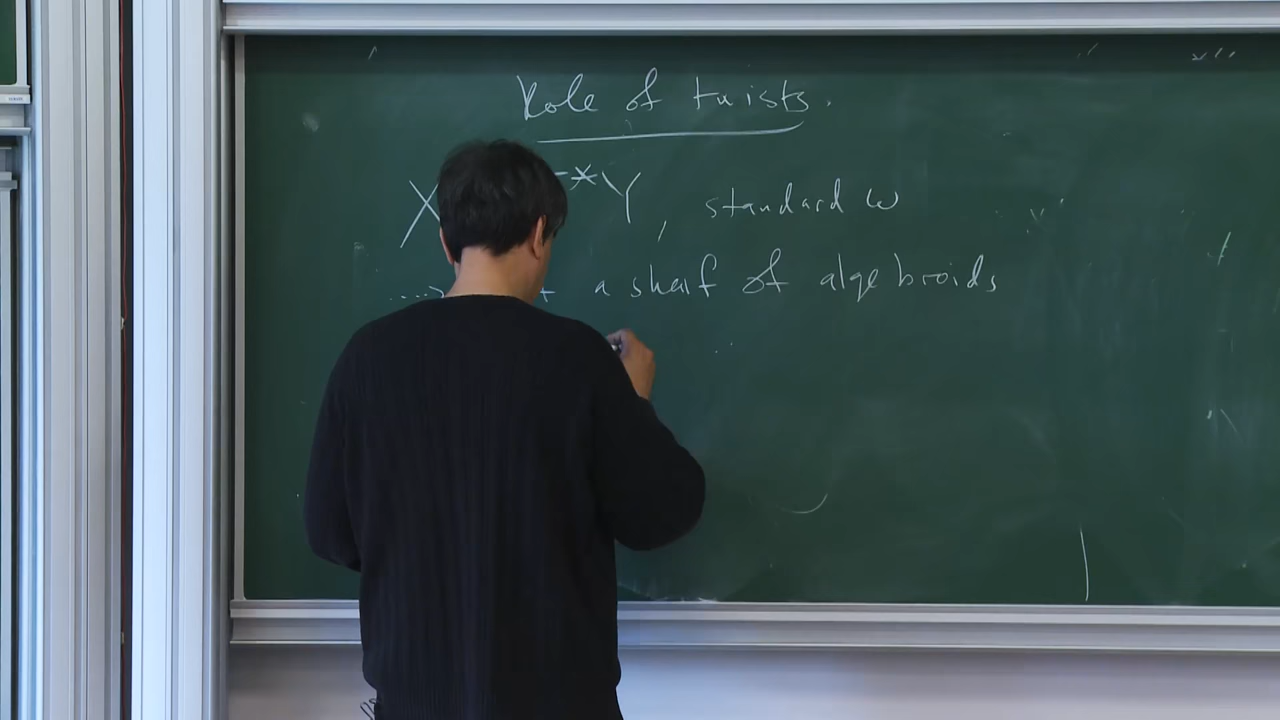 Role of twists.
X *Y, standard ω
....> a sheaf of algebroids